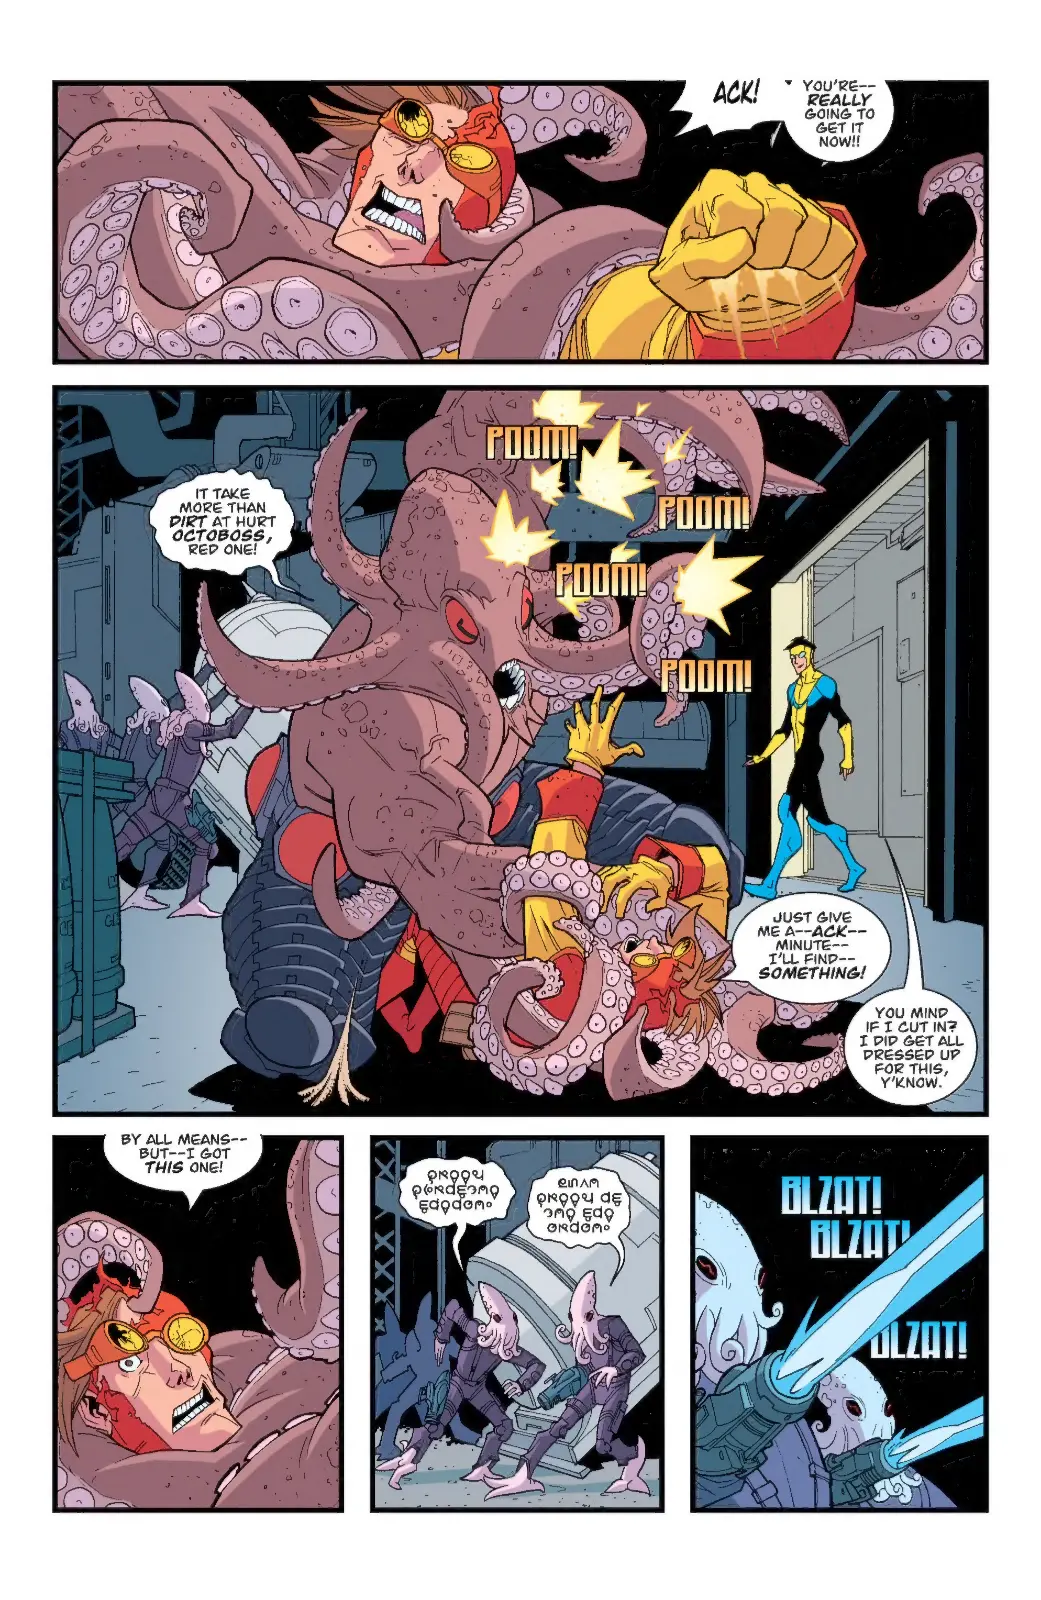 ACK!
YOU'RE--
REALLY
GOING TO
GET IT
NOW!!
POOM!
POOM!
POOM!
POOM!
IT TAKE
MORE THAN
DIRT AT HURT
OCTOBOSS,
RED ONE!
JUST GIVE
ME A--ACK--
MINUTE--
I'LL FIND--
SOMETHING!
YOU MIND
IF I CUT IN?
I DID GET ALL
DRESSED UP
FOR THIS,
Y'KNOW.
BY ALL MEANS--
BUT--I GOT
THIS ONE!
BLZAT!
BLZAT!
BLZAT!